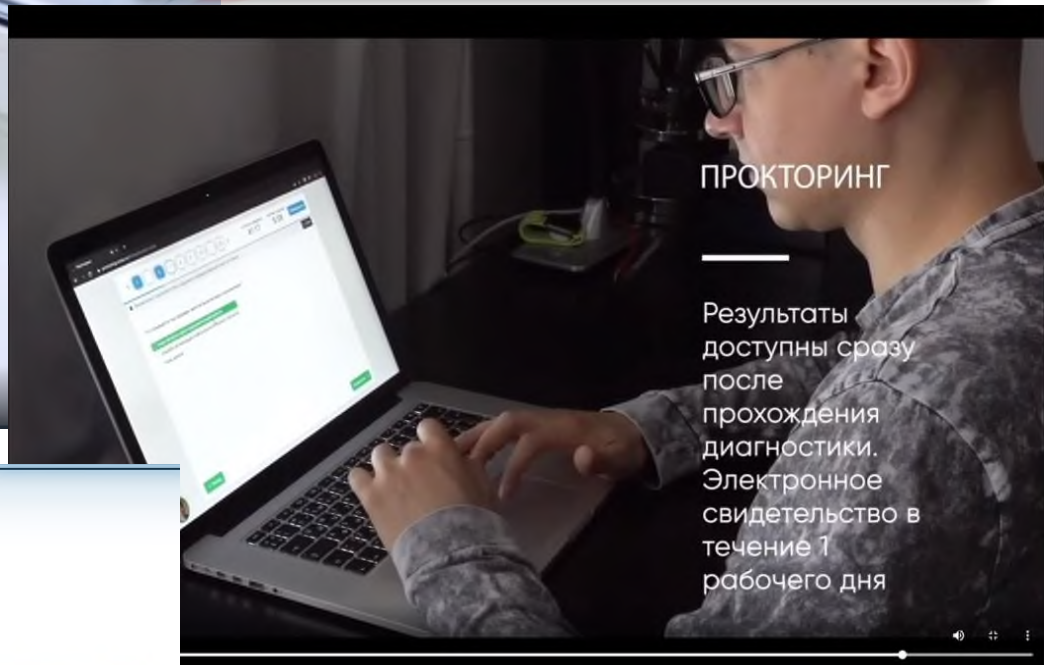 ПРОКТОРИНГ
Результаты
доступны сразу
после
прохождения
диагностики.
Электронное
свидетельство в
течение 1
рабочего дня